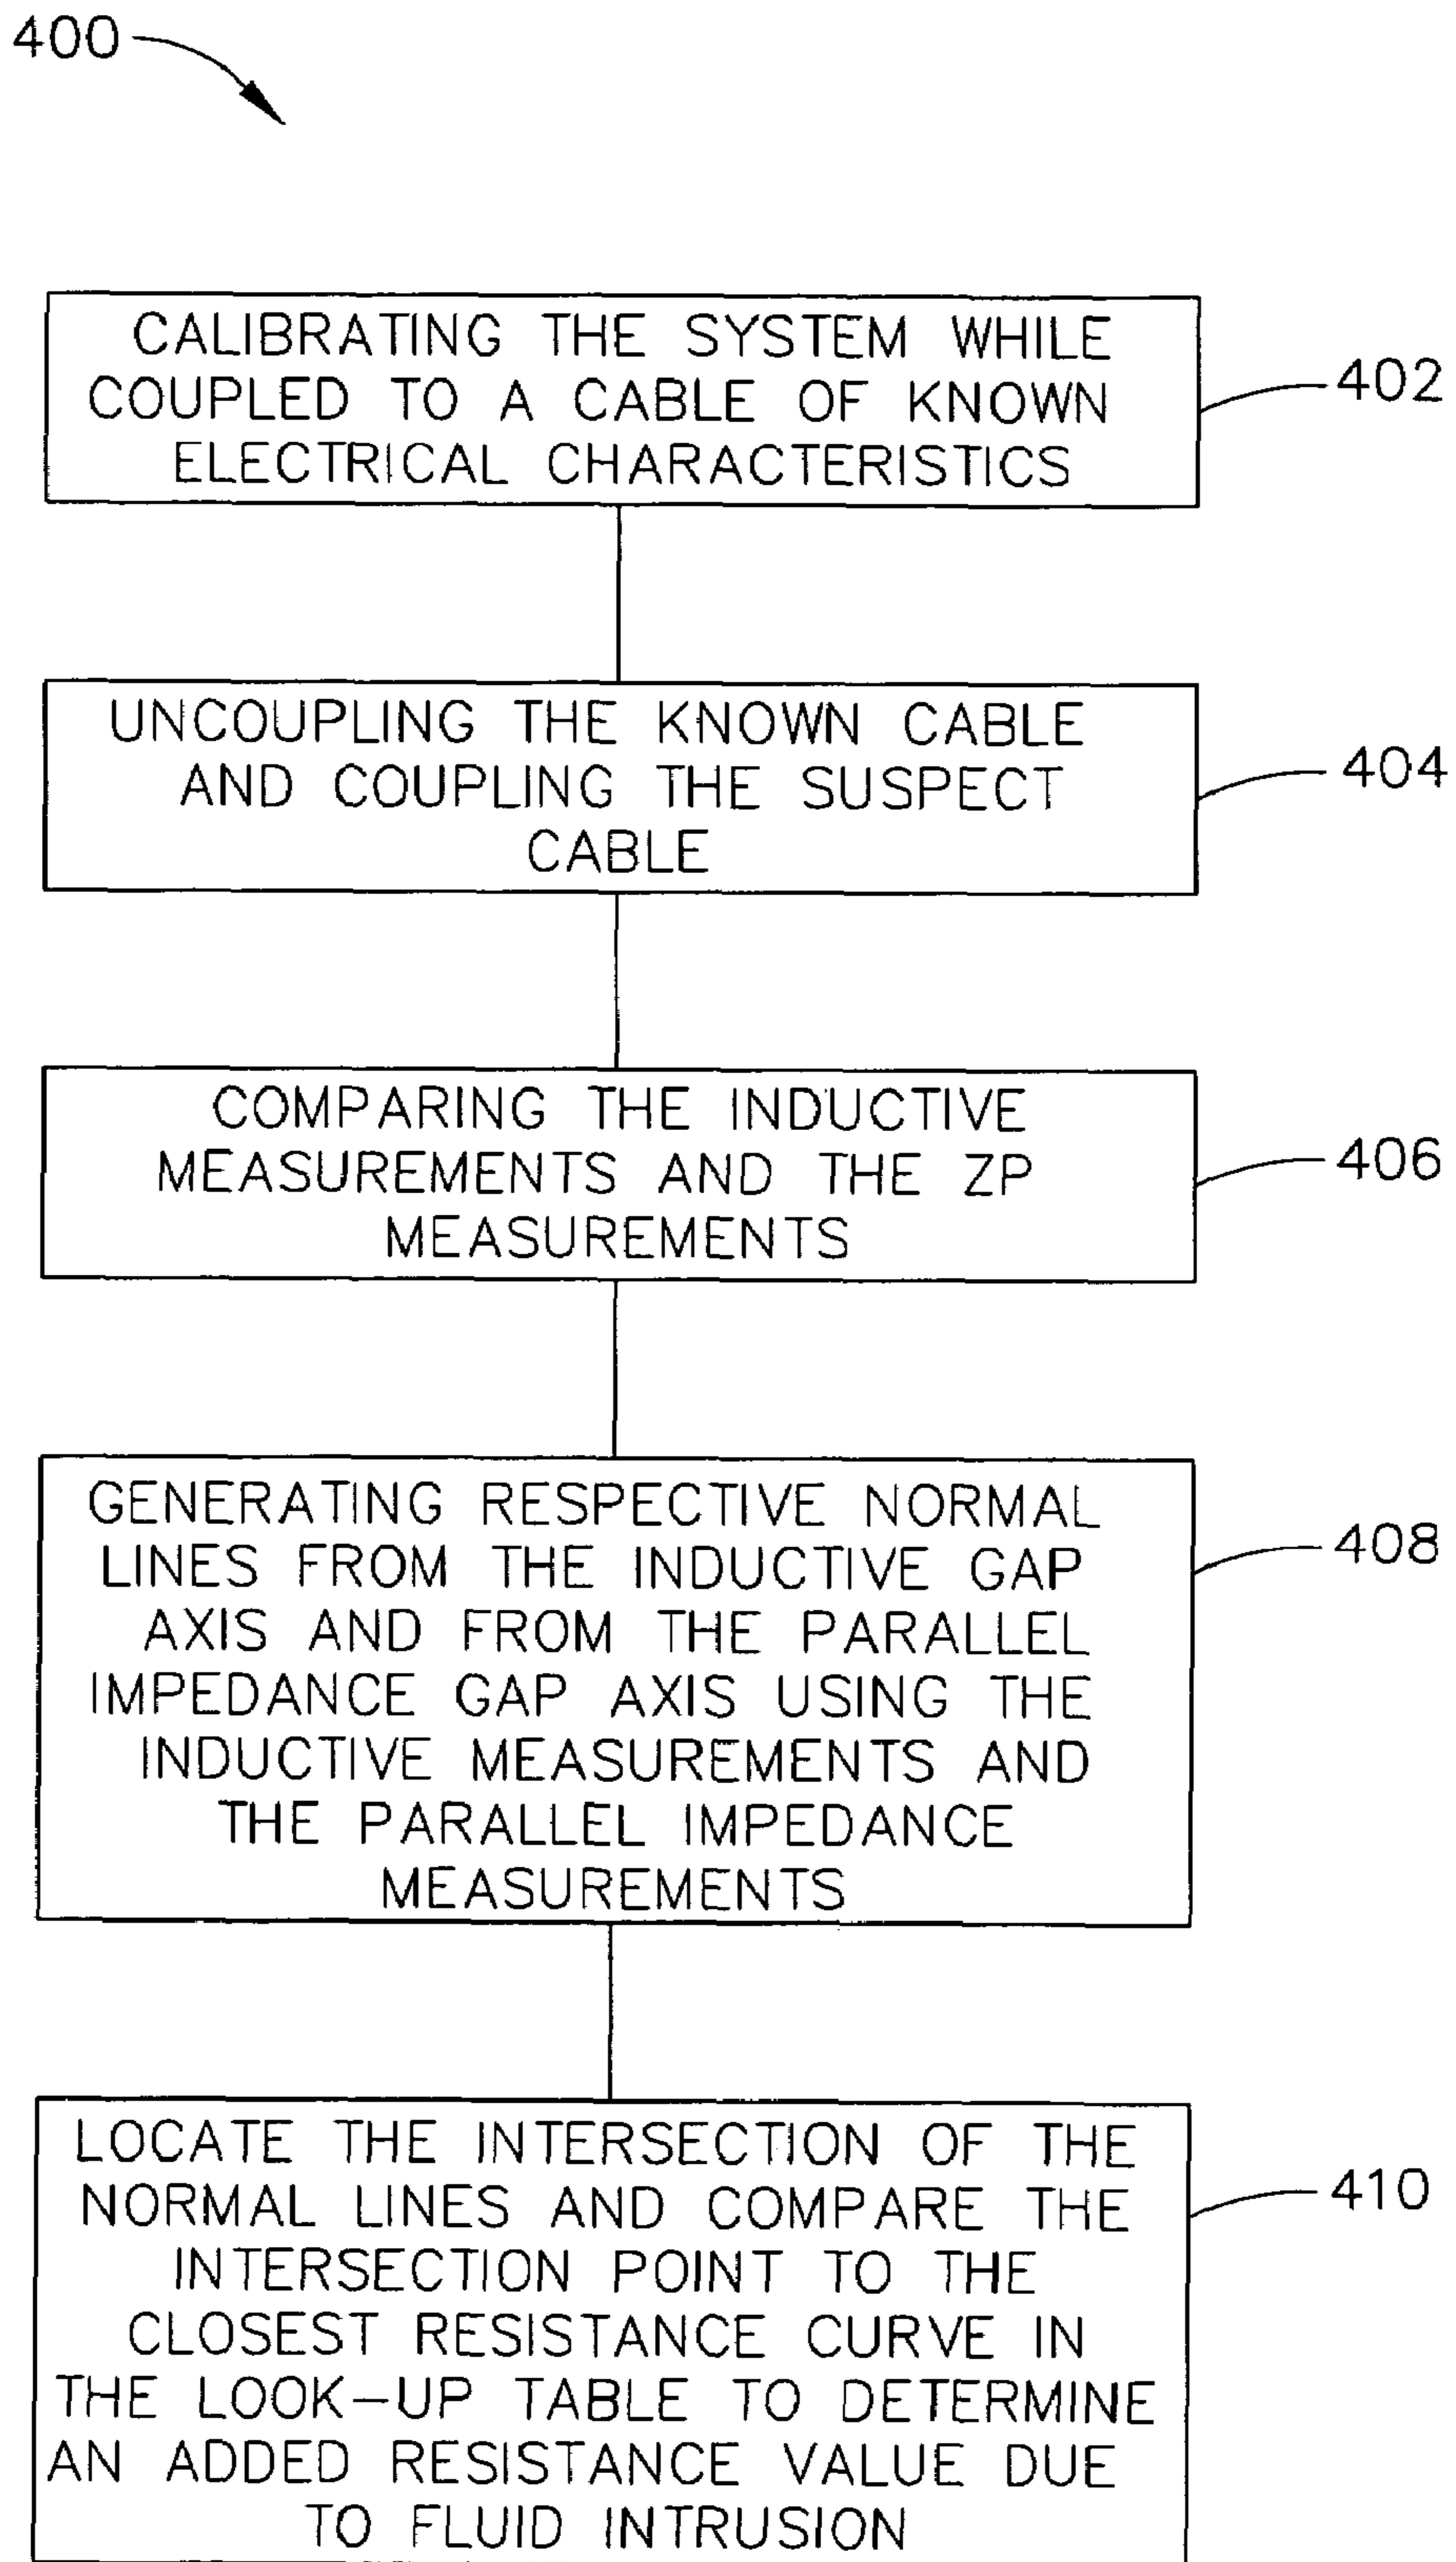 400
CALIBRATING THE SYSTEM WHILE
COUPLED TO A CABLE OF KNOWN
ELECTRICAL CHARACTERISTICS
402
UNCOUPLING THE KNOWN CABLE
AND COUPLING THE SUSPECT
CABLE
404
COMPARING THE INDUCTIVE
MEASUREMENTS AND THE ZP
MEASUREMENTS
406
GENERATING RESPECTIVE NORMAL
LINES FROM THE INDUCTIVE GAP
AXIS AND FROM THE PARALLEL
IMPEDANCE GAP AXIS USING THE
INDUCTIVE MEASUREMENTS AND
THE PARALLEL IMPEDANCE
MEASUREMENTS
408
LOCATE THE INTERSECTION OF THE
NORMAL LINES AND COMPARE THE
INTERSECTION POINT TO THE
CLOSEST RESISTANCE CURVE IN
THE LOOK-UP TABLE TO DETERMINE
AN ADDED RESISTANCE VALUE DUE
TO FLUID INTRUSION
410